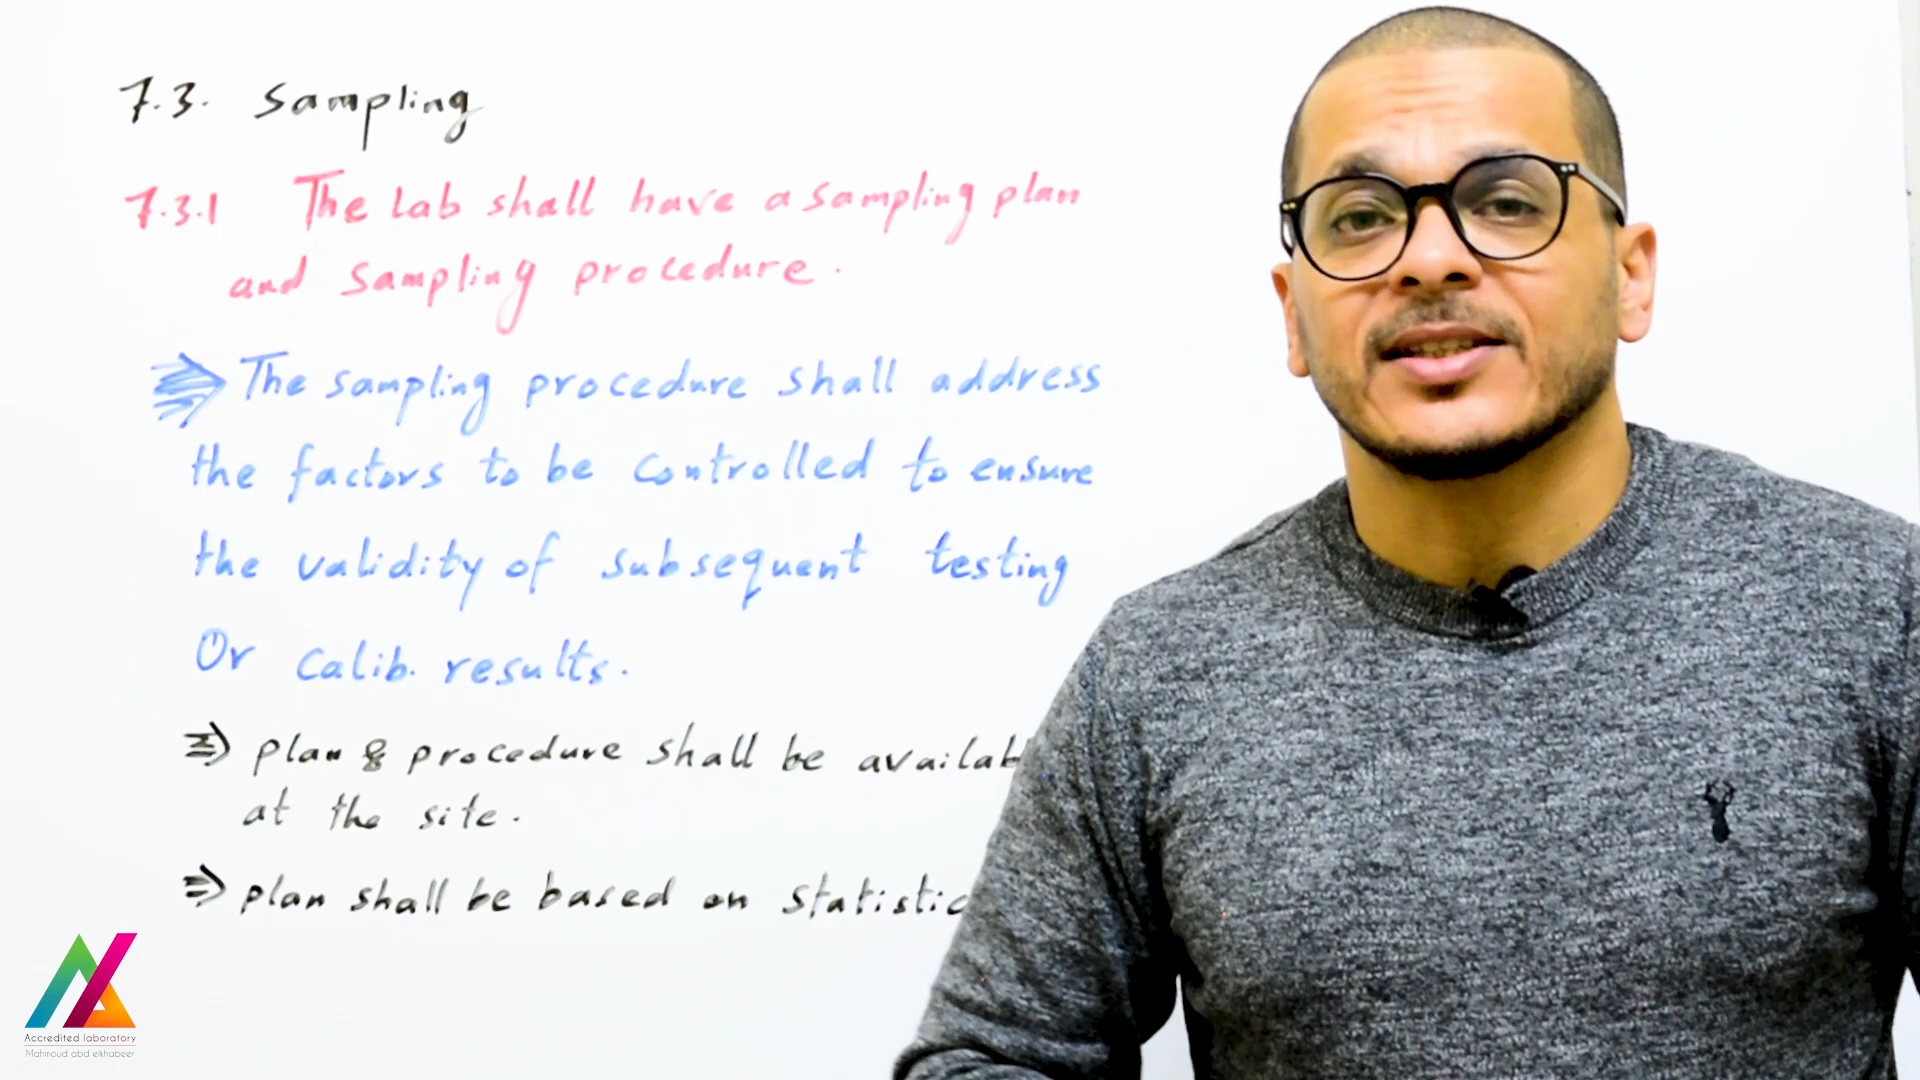 7.3. Sampling
7.3.1 The lab shall have a sampling plan
and sampling procedure.
The sampling procedure shall address
the factors to be controlled to ensure
the validity of subsequent testing
Or calib. results.
plan & procedure shall be availab
at the site.
plan shall be based on statistic
Accredited laboratory
Mahmoud abd elkhabeer